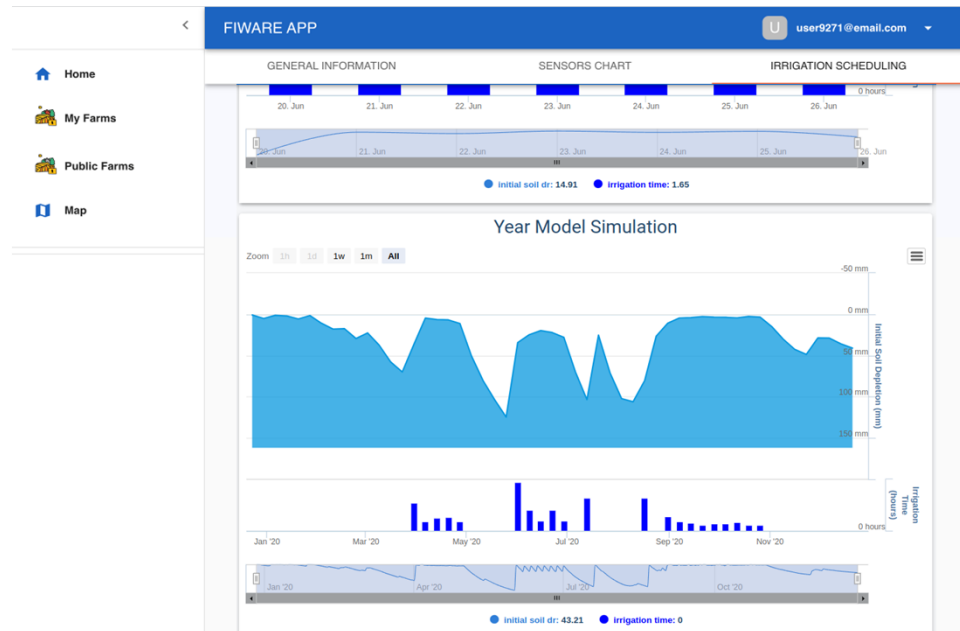 FIWARE APP
U
user9271@email.com
Home
My Farms
Public Farms
Map
GENERAL INFORMATION
SENSORS CHART
IRRIGATION SCHEDULING
0 hours
20. Jun 21. Jun 22. Jun 23. Jun 24. Jun 25. Jun 26. Jun
20. Jun 21. Jun 22. Jun 23. Jun 24. Jun 25. Jun 26. Jun
initial soil dr: 14.91 irrigation time: 1.65
Year Model Simulation
Zoom 1h 1d 1w 1m All
-50 mm
0 mm
50 mm
100 mm
150 mm
Initial Soil Depletion (mm)
Irrigation
Time
(hours)
0 hours
Jan '20 Mar '20 May '20 Jul '20 Sep '20 Nov '20
Jan '20 Apr '20 Jul '20 Oct '20
initial soil dr: 43.21 irrigation time: 0